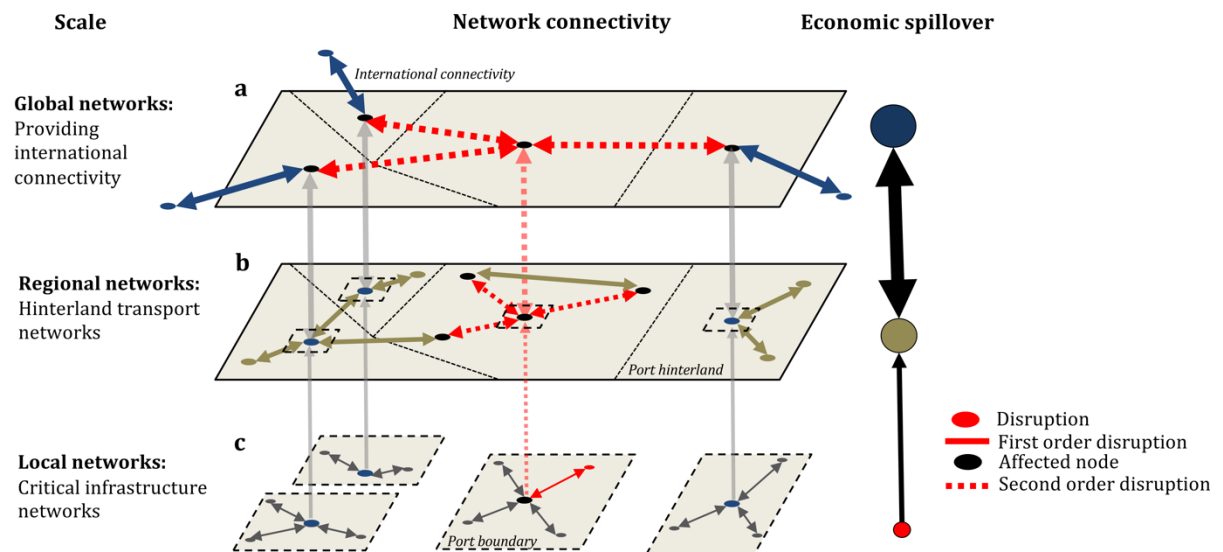 Scale
Network connectivity
Economic spillover
a
International connectivity
Global networks:
Providing
international
connectivity
b
Regional networks:
Hinterland transport
networks
Port hinterland
c
Local networks:
Critical infrastructure
networks
Port boundary
Disruption
First order disruption
Affected node
Second order disruption